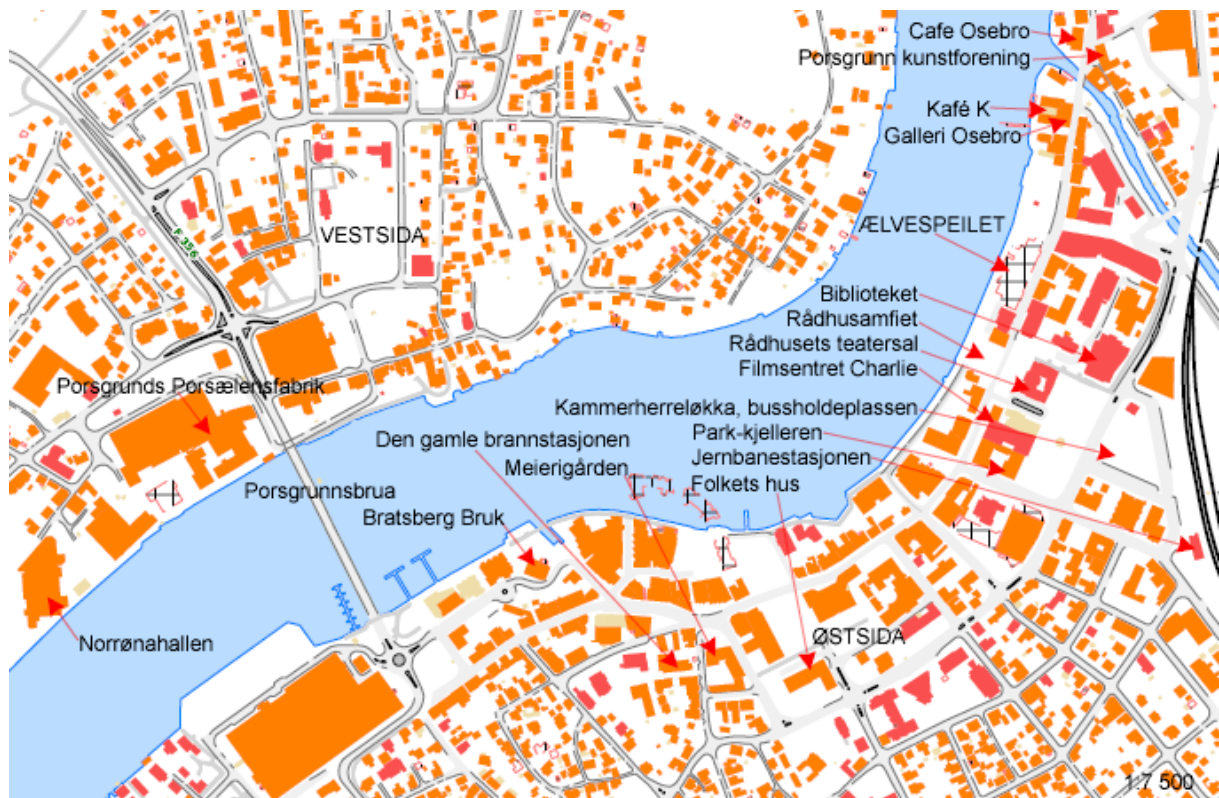 Cafe Osebro
Porsgrunn kunstforening
Kafé K
Galleri Osebro
F 356
VESTSIDA
ÆLVESPEILET
Biblioteket
Rådhusamfiet
Rådhusets teatersal
Filmsentret Charlie
Porsgrunds Porsælensfabrik
Kammerherreløkka, bussholdeplassen
Den gamle brannstasjonen
Park-kjelleren
Meierigården
Jernbanestasjonen
Folkets hus
Porsgrunnsbrua
Bratsberg Bruk
Norrønahallen
ØSTSIDA
1:7 500